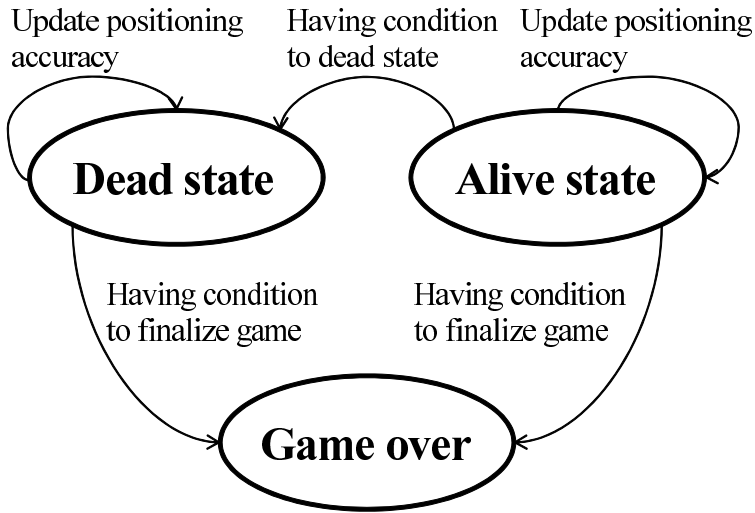 Update positioning
accuracy
Having condition
to dead state
Update positioning
accuracy
Dead state
Alive state
Having condition
to finalize game
Having condition
to finalize game
Game over